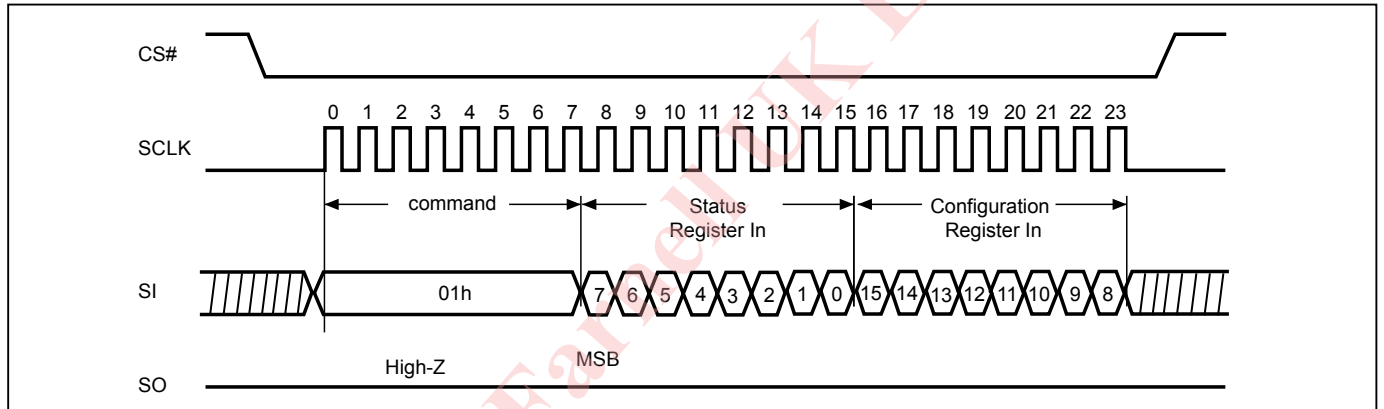 CS#
0 1 2 3 4 5 6 7 8 9 10 11 12 13 14 15 16 17 18 19 20 21 22 23
SCLK
command
Status
Register In
Configuration
Register In
SI
01h
7 6 5 4 3 2 1 0 15 14 13 12 11 10 9 8
High-Z
MSB
SO
Farnell UK